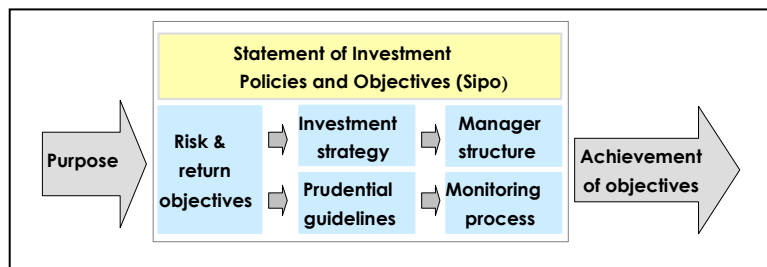 Statement of Investment
Policies and Objectives (Sipo)
Purpose
Risk &
return
objectives
Investment
strategy
Manager
structure
Prudential
guidelines
Monitoring
process
Achievement
of objectives